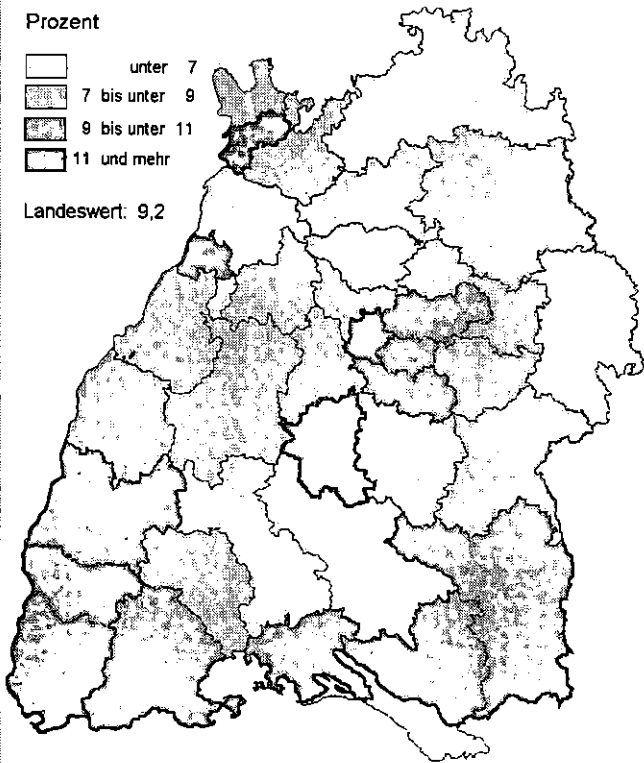 Prozent
unter 7
7 bis unter 9
9 bis unter 11
11 und mehr
Landeswert: 9,2